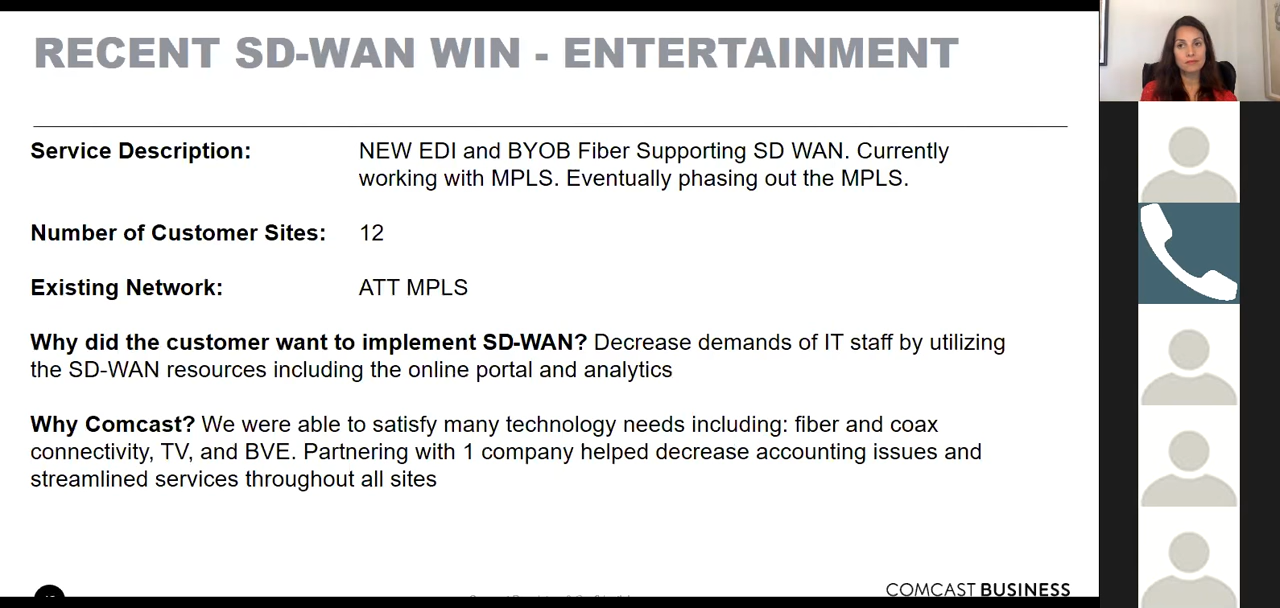 RECENT SD-WAN WIN - ENTERTAINMENT
Service Description: NEW EDI and BYOB Fiber Supporting SD WAN. Currently
working with MPLS. Eventually phasing out the MPLS.
Number of Customer Sites: 12
Existing Network: ATT MPLS
Why did the customer want to implement SD-WAN? Decrease demands of IT staff by utilizing
the SD-WAN resources including the online portal and analytics
Why Comcast? We were able to satisfy many technology needs including: fiber and coax
connectivity, TV, and BVE. Partnering with 1 company helped decrease accounting issues and
streamlined services throughout all sites
COMCAST BUSINESS